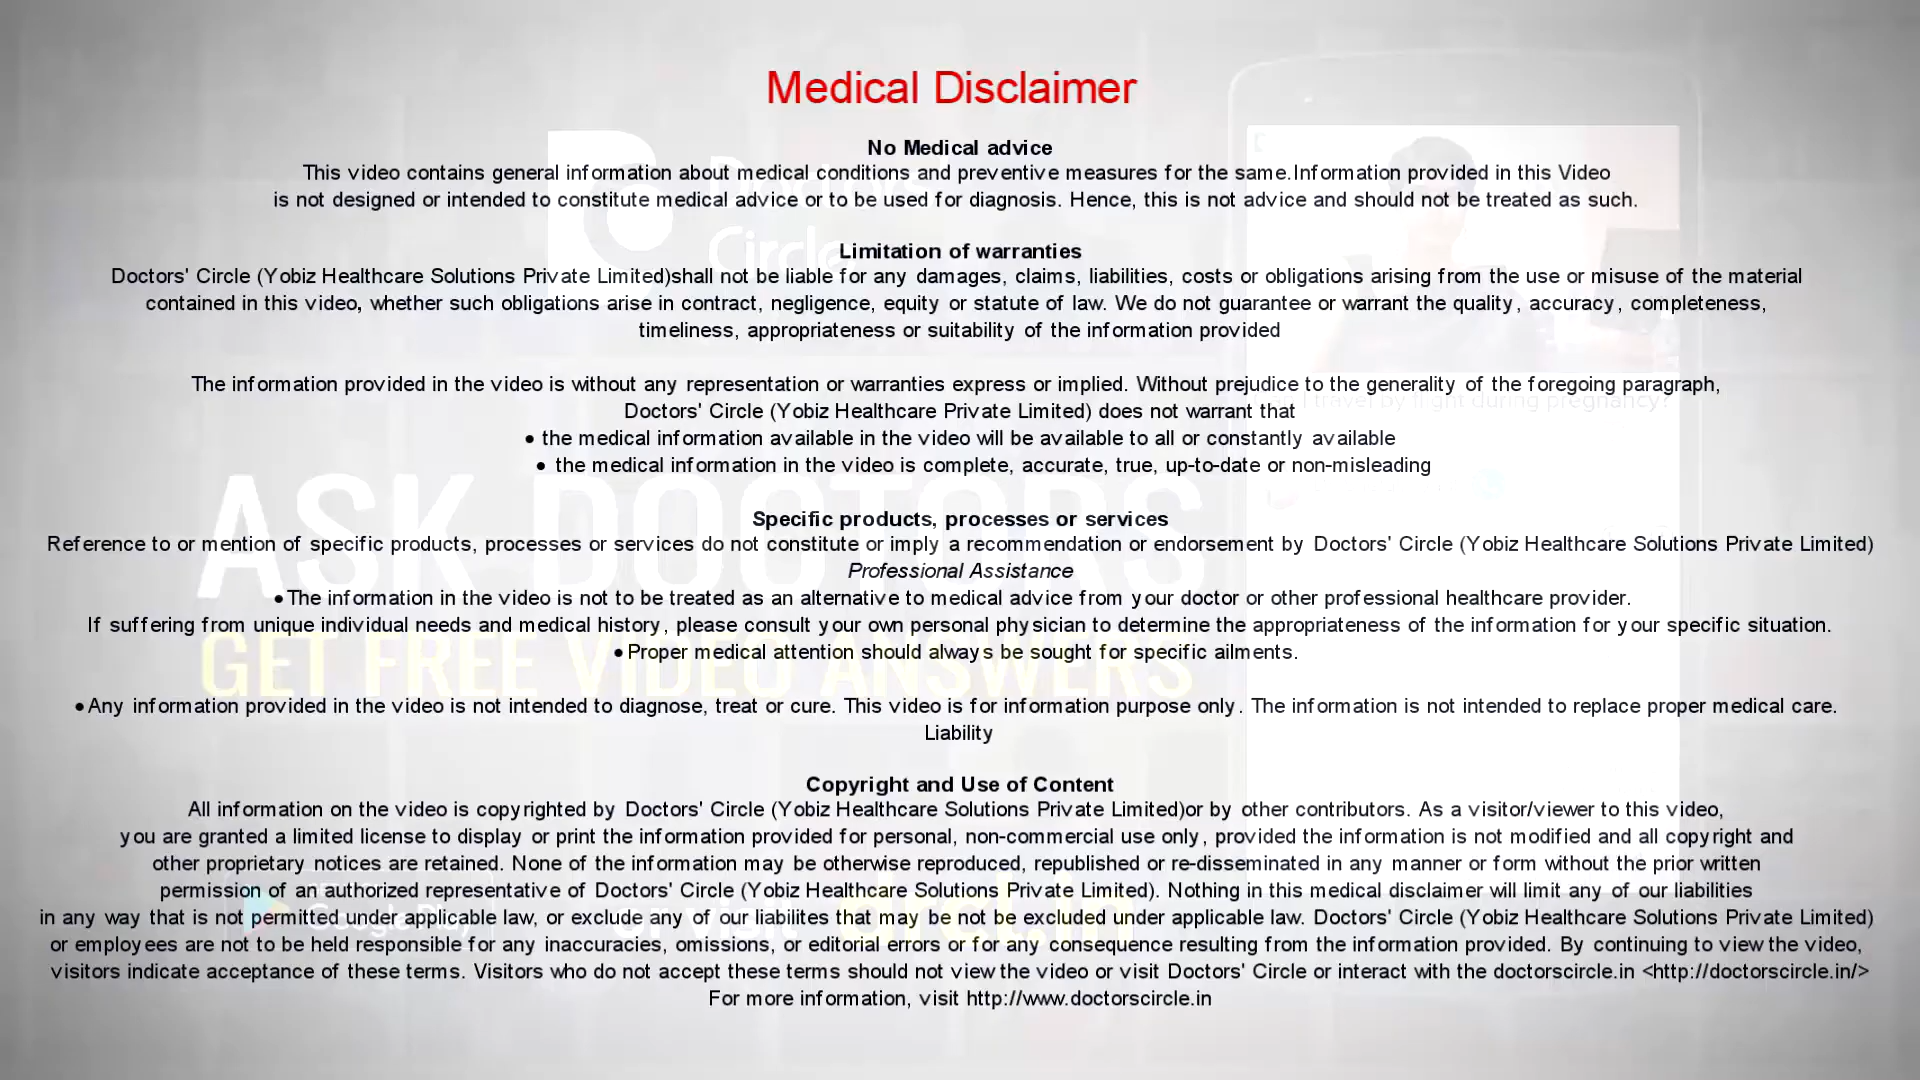 Medical Disclaimer
No Medical advice
This video contains general information about medical conditions and preventive measures for the same.Information provided in this Video
is not designed or intended to constitute medical advice or to be used for diagnosis. Hence, this is not advice and should not be treated as such.
Limitation of warranties
Doctors' Circle (Yobiz Healthcare Solutions Private Limited)shall not be liable for any damages, claims, liabilities, costs or obligations arising from the use or misuse of the material
contained in this video, whether such obligations arise in contract, negligence, equity or statute of law. We do not guarantee or warrant the quality, accuracy, completeness,
timeliness, appropriateness or suitability of the information provided
The information provided in the video is without any representation or warranties express or implied. Without prejudice to the generality of the foregoing paragraph,
Doctors' Circle (Yobiz Healthcare Private Limited) does not warrant that
• the medical information available in the video will be available to all or constantly available
• the medical information in the video is complete, accurate, true, up-to-date or non-misleading
Specific products, processes or services
Reference to or mention of specific products, processes or services do not constitute or imply a recommendation or endorsement by Doctors' Circle (Yobiz Healthcare Solutions Private Limited)
Professional Assistance
•The information in the video is not to be treated as an alternative to medical advice from your doctor or other professional healthcare provider.
If suffering from unique individual needs and medical history, please consult your own personal physician to determine the appropriateness of the information for your specific situation.
•Proper medical attention should always be sought for specific ailments.
•Any information provided in the video is not intended to diagnose, treat or cure. This video is for information purpose only. The information is not intended to replace proper medical care.
Liability
Copyright and Use of Content
All information on the video is copyrighted by Doctors' Circle (Yobiz Healthcare Solutions Private Limited)or by other contributors. As a visitor/viewer to this video,
you are granted a limited license to display or print the information provided for personal, non-commercial use only, provided the information is not modified and all copyright and
other proprietary notices are retained. None of the information may be otherwise reproduced, republished or re-disseminated in any manner or form without the prior written
permission of an authorized representative of Doctors' Circle (Yobiz Healthcare Solutions Private Limited). Nothing in this medical disclaimer will limit any of our liabilities
in any way that is not permitted under applicable law, or exclude any of our liabilites that may be not be excluded under applicable law. Doctors' Circle (Yobiz Healthcare Solutions Private Limited)
or employees are not to be held responsible for any inaccuracies, omissions, or editorial errors or for any consequence resulting from the information provided. By continuing to view the video,
visitors indicate acceptance of these terms. Visitors who do not accept these terms should not view the video or visit Doctors' Circle or interact with the doctorscircle.in <http://doctorscircle.in/>
For more information, visit http://www.doctorscircle.in
Doctors
Circle
Can I travel by flight during pregnancy?
ASK DOCTORS
GET FREE VIDEO ANSWERS
Google Play
or visit drcl.in